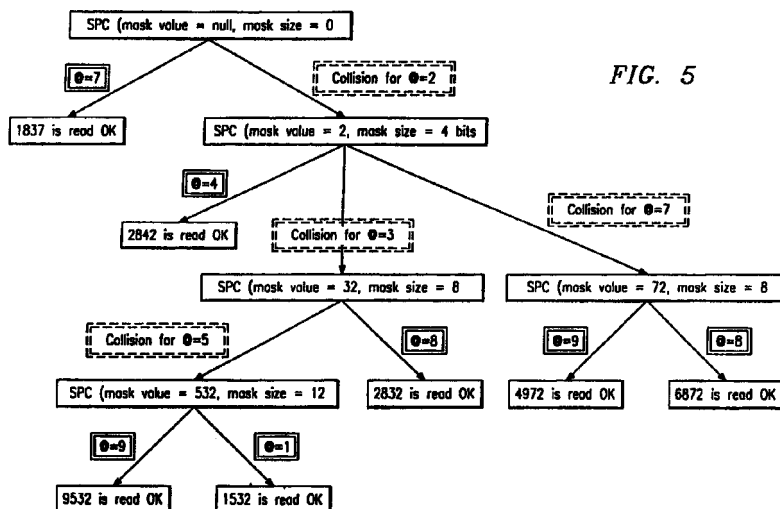 SPC (mask value = null, mask size = 0
FIG. 5
@=7
Collision for @=2
1837 is read OK
SPC (mask value = 2, mask size = 4 bits
@=4
Collision for @=7
2842 is read OK
Collision for @=3
SPC (mask value = 32, mask size = 8
SPC (mask value = 72, mask size = 8
Collision for @=5
@=8
@=9
@=8
SPC (mask value = 532, mask size = 12
2832 is read OK
4972 is read OK
6872 is read OK
@=9
@=1
9532 is read OK
1532 is read OK